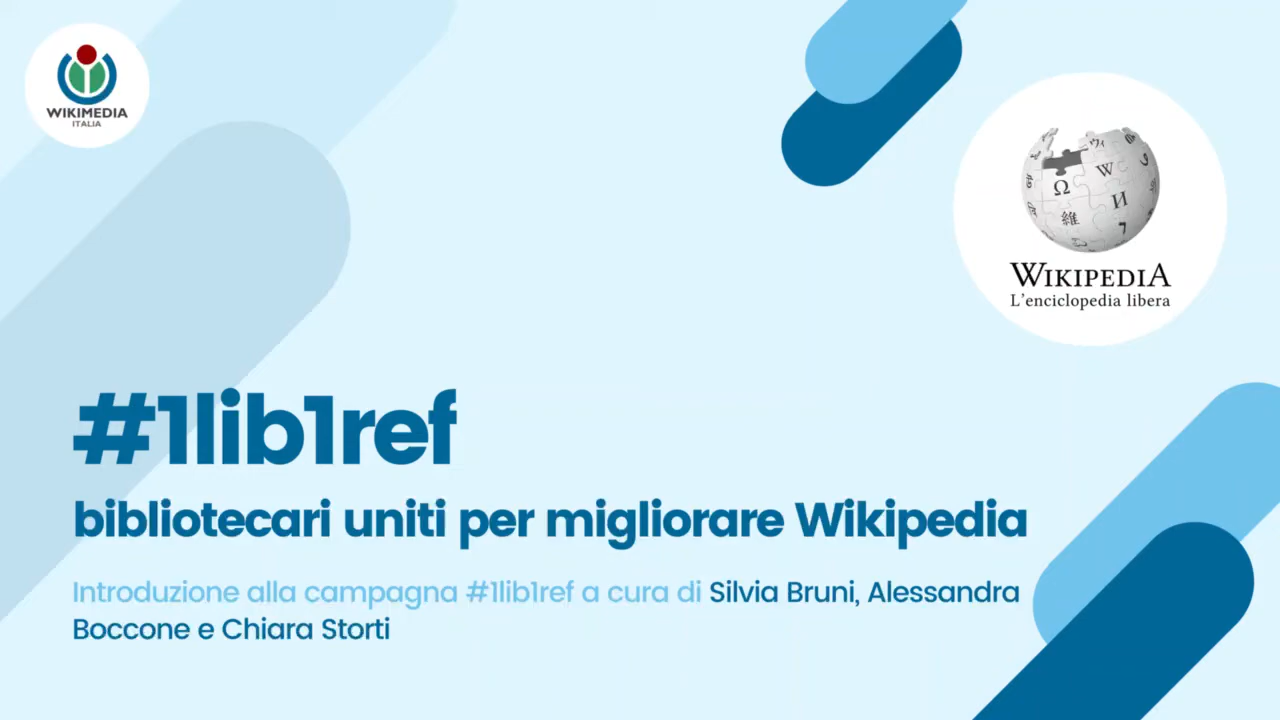 WIKIMEDIA
ITALIA
Ω
W
И
維
WIKIPEDIA
L'enciclopedia libera
#1lib1ref
bibliotecari uniti per migliorare Wikipedia
Introduzione alla campagna #1lib1ref a cura di Silvia Bruni, Alessandra
Boccone e Chiara Storti